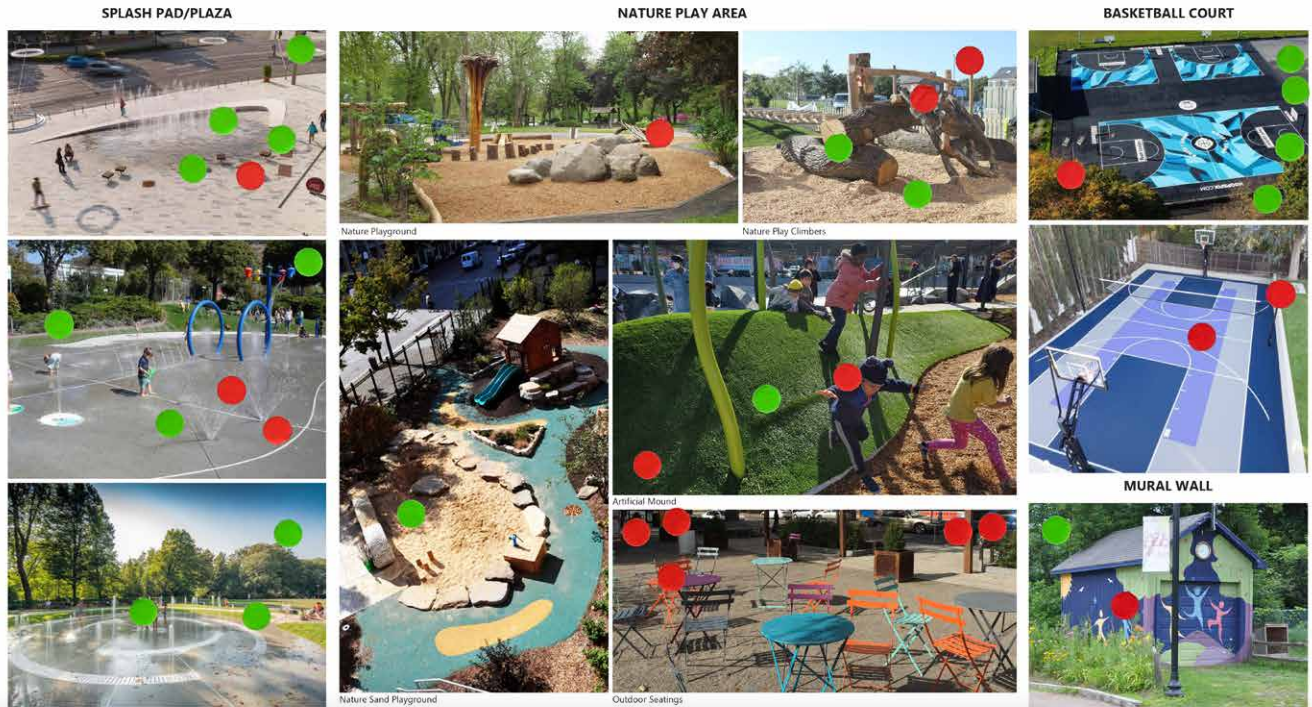 SPLASH PAD/PLAZA
NATURE PLAY AREA
BASKETBALL COURT
Nature Playground
Nature Play Climbers
Artificial Mound
MURAL WALL
Nature Sand Playground
Outdoor Seatings